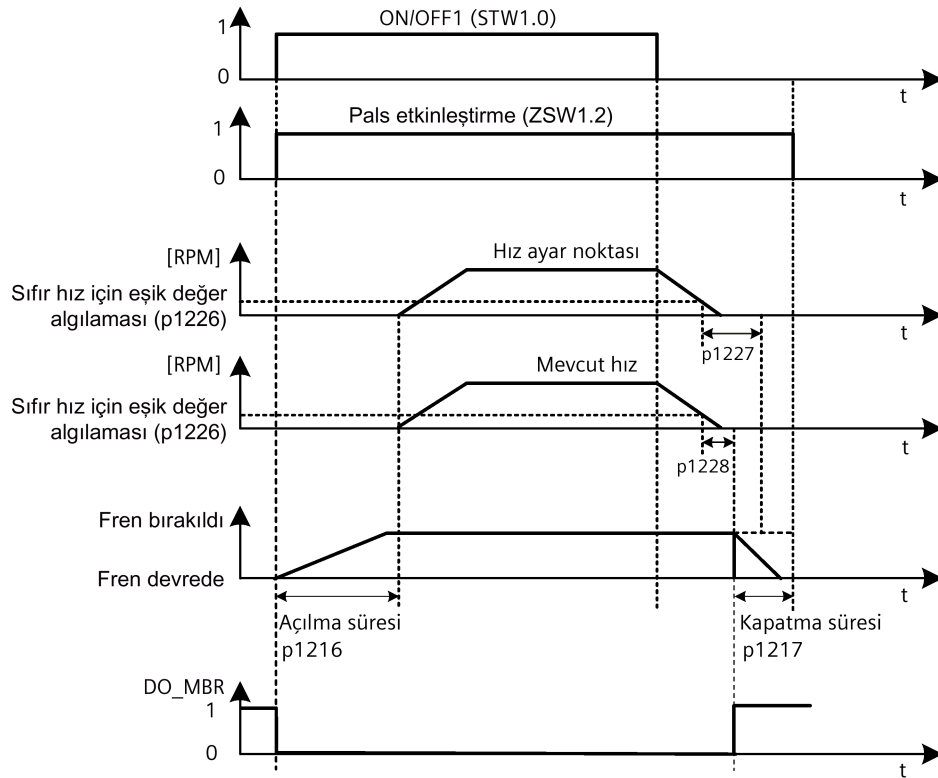 ON/OFF1 (STW1.0)
1
0
t
Pals etkinleştirme (ZSW1.2)
1
0
t
[RPM]
Hız ayar noktası
Sıfır hız için eşik değer
algılaması (p1226)
t
p1227
[RPM]
Mevcut hız
Sıfır hız için eşik değer
algılaması (p1226)
t
p1228
Fren bırakıldı
Fren devrede
t
Açılma süresi
p1216
Kapatma süresi
p1217
DO_MBR
1
0
t